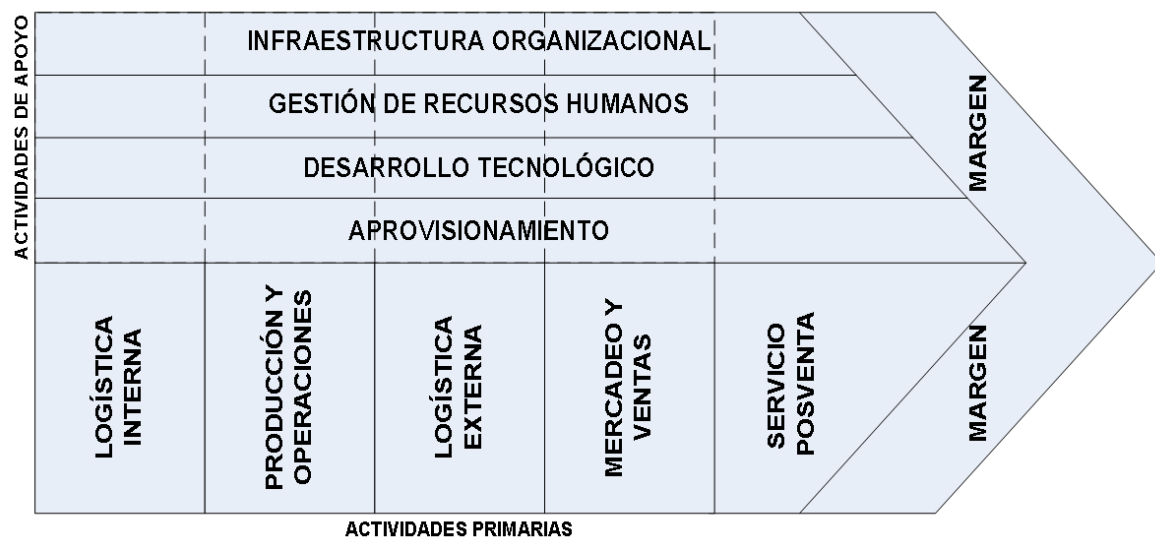 ACTIVIDADES DE APOYO
INFRAESTRUCTURA ORGANIZACIONAL
GESTIÓN DE RECURSOS HUMANOS
DESARROLLO TECNOLÓGICO
APROVISIONAMIENTO
MARGEN
LOGÍSTICA
INTERNA
PRODUCCIÓN Y
OPERACIONES
LOGÍSTICA
EXTERNA
MERCADEO Y
VENTAS
SERVICIO
POSVENTA
MARGEN
ACTIVIDADES PRIMARIAS